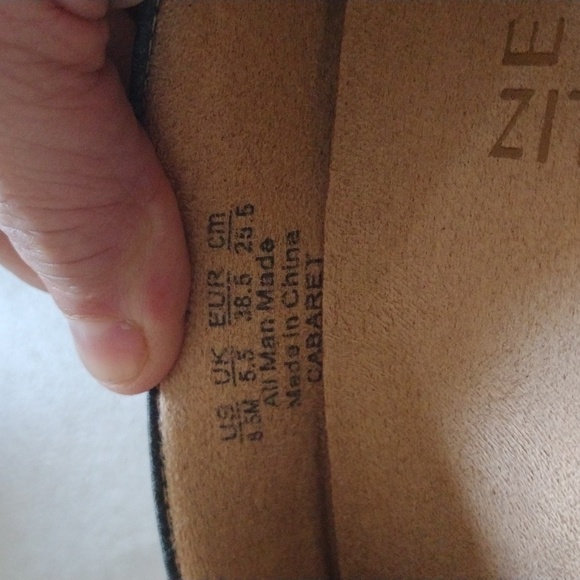 US UK EUR cm
8.5M 5.5 38.5 25.5
All Man Made
Made in China
CABARET
E
ZIT